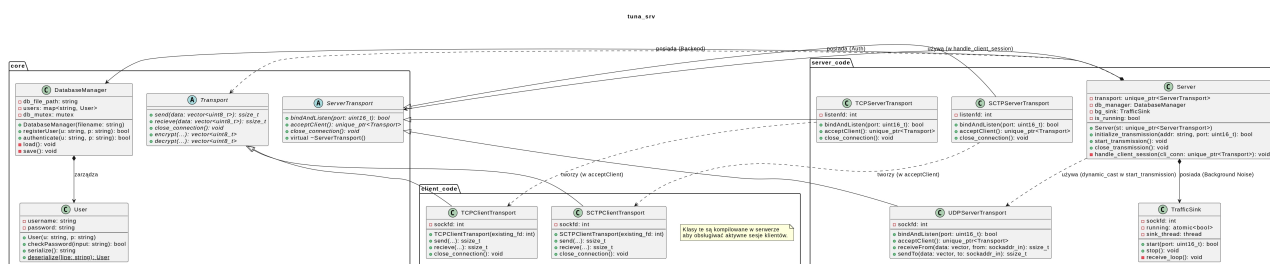 tuna_srv
posiada (Backend)
posiada (Auth)
używa (w handle_client_session)
core
DatabaseManager
db_file_path: string
users: map<string, User>
db_mutex: mutex
DatabaseManager(filename: string)
registerUser(u: string, p: string): bool
authenticate(u: string, p: string): bool
load(): void
save(): void
Transport
send(data: vector<uint8_t>): ssize_t
recieve(data: vector<uint8_t>): ssize_t
close_connection(): void
encrypt(...): vector<uint8_t>
decrypt(...): vector<uint8_t>
ServerTransport
bindAndListen(port: uint16_t): bool
acceptClient(): unique_ptr<Transport>
close_connection(): void
virtual ~ServerTransport()
zarządza
User
username: string
password: string
User(u: string, p: string)
checkPassword(input: string): bool
serialize(): string
deserialize(line: string): User
client_code
TCPClientTransport
sockfd: int
TCPClientTransport(existing_fd: int)
send(...): ssize_t
recieve(...): ssize_t
close_connection(): void
SCTPClientTransport
sockfd: int
SCTPClientTransport(existing_fd: int)
send(...): ssize_t
recieve(...): ssize_t
close_connection(): void
Klasy te są kompilowane w serwerze
aby obsługiwać aktywne sesje klientów.
server_code
TCPServerTransport
listenfd: int
bindAndListen(port: uint16_t): bool
acceptClient(): unique_ptr<Transport>
close_connection(): void
SCTPServerTransport
listenfd: int
bindAndListen(port: uint16_t): bool
acceptClient(): unique_ptr<Transport>
close_connection(): void
Server
transport: unique_ptr<ServerTransport>
db_manager: DatabaseManager
bg_sink: TrafficSink
is_running: bool
Server(st: unique_ptr<ServerTransport>)
initialize_transmission(addr: string, port: uint16_t): bool
start_transmission(): void
close_transmission(): void
handle_client_session(cli_conn: unique_ptr<Transport>): void
tworzy (w acceptClient)
tworzy (w acceptClient)
używa (dynamic_cast w start_transmission)
posiada (Background Noise)
UDPServerTransport
sockfd: int
bindAndListen(port: uint16_t): bool
acceptClient(): unique_ptr<Transport>
receiveFrom(data: vector, from: sockaddr_in): ssize_t
sendTo(data: vector, to: sockaddr_in): ssize_t
TrafficSink
sockfd: int
running: atomic<bool>
sink_thread: thread
start(port: uint16_t): bool
stop(): void
receive_loop(): void